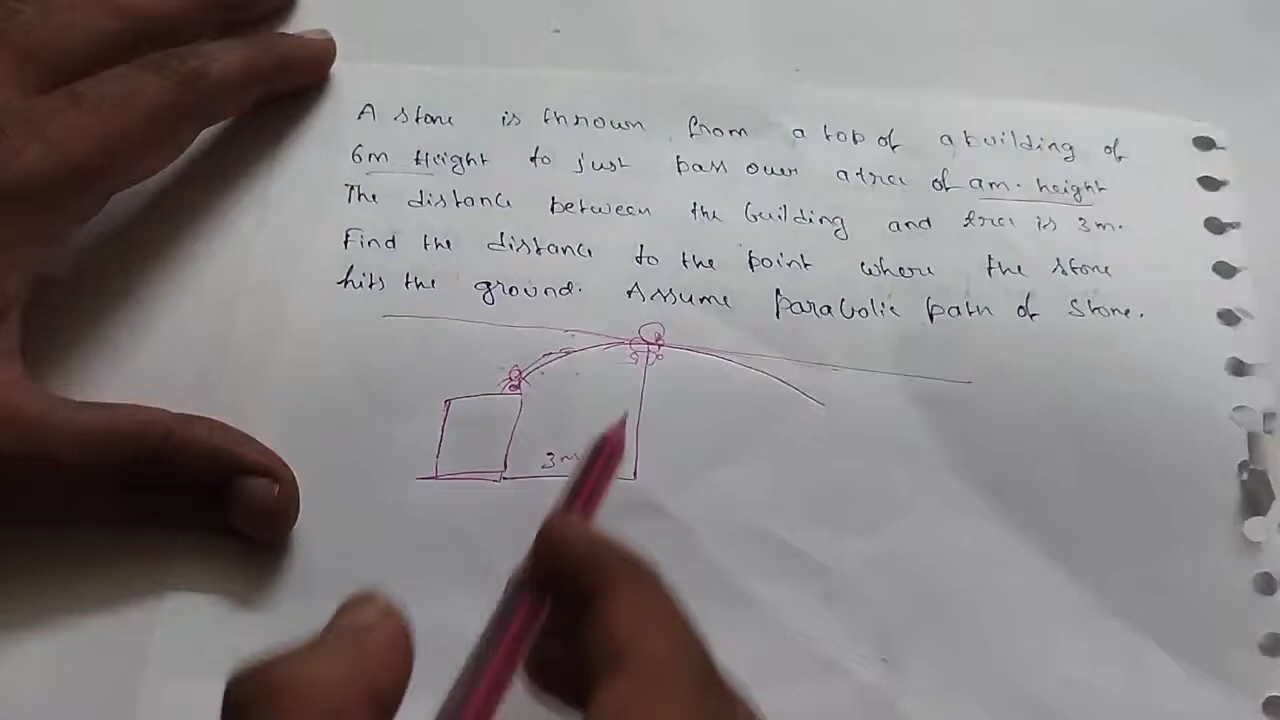 A stone is thrown from a top of a building of
6m Height to just pass over a tree of 9m. height
The distance between the building and tree is 3m.
Find the distance to the point where the stone
hits the ground. Assume parabolic path of stone.
3m